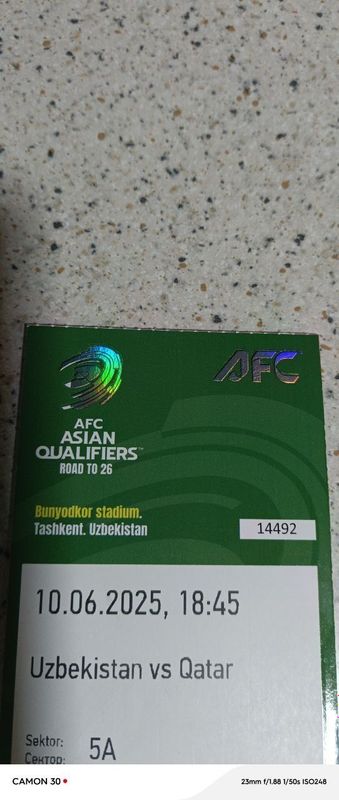 AFC
AFC
ASIAN
QUALIFIERS™
ROAD TO 26
Bunyodkor stadium.
Tashkent. Uzbekistan
14492
10.06.2025, 18:45
Uzbekistan vs Qatar
Sektor: 5A
Сектор:
CAMON 30
23mm f/1.88 1/50s ISO248